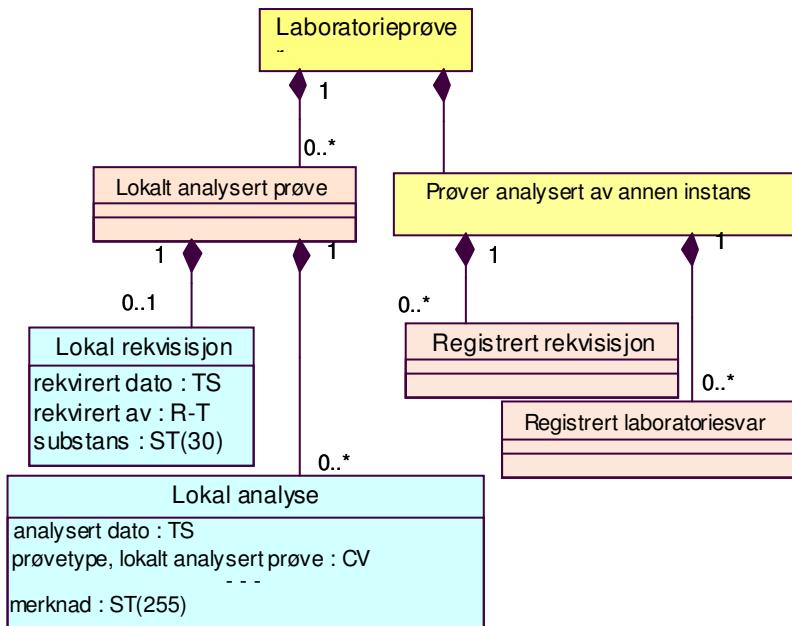 Laboratorieprøve
r
1
0..*
Lokalt analysert prøve
Prøver analysert av annen instans
1
1
1
1
0..1
0..*
Lokal rekvisisjon
rekvirert dato : TS
rekvirert av : R-T
substans : ST(30)
Registrert rekvisisjon
0..*
Registrert laboratoriesvar
0..*
Lokal analyse
analysert dato : TS
prøvetype, lokalt analysert prøve : CV
- - -
merknad : ST(255)